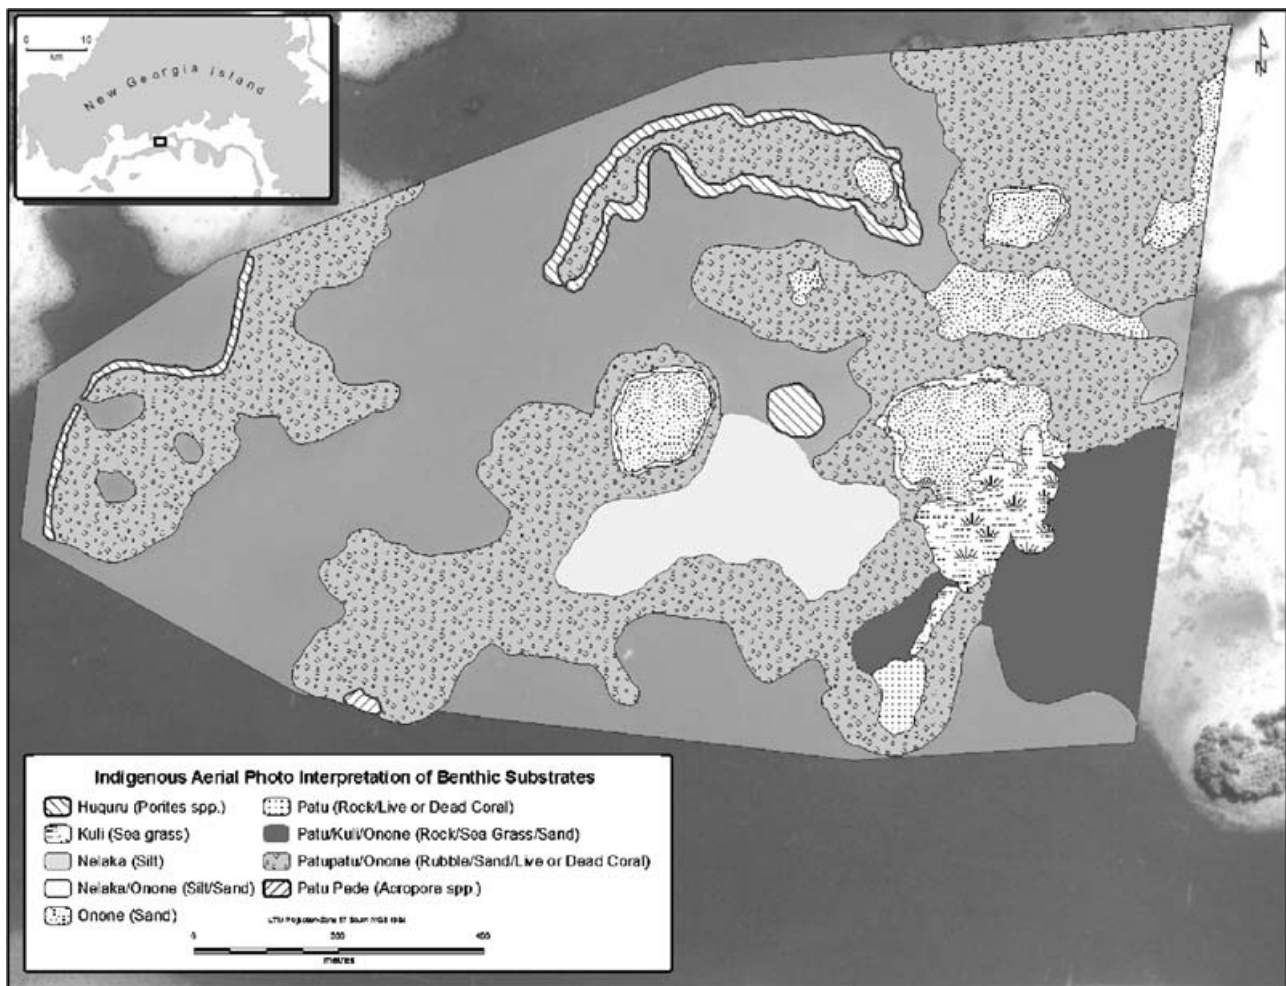 0 10
km
New Georgia island
N
Indigenous Aerial Photo Interpretation of Benthic Substrates
Huquru (Porites spp.)
Kuli (Sea grass)
Nelaka (Silt)
Nelaka/Onone (Silt/Sand)
Onone (Sand)
Patu (Rock/Live or Dead Coral)
Patu/Kuli/Onone (Rock/Sea Grass/Sand)
Patupatu/Onone (Rubble/Sand/Live or Dead Coral)
Patu Pede (Acropora spp.)
0 200 400
metres